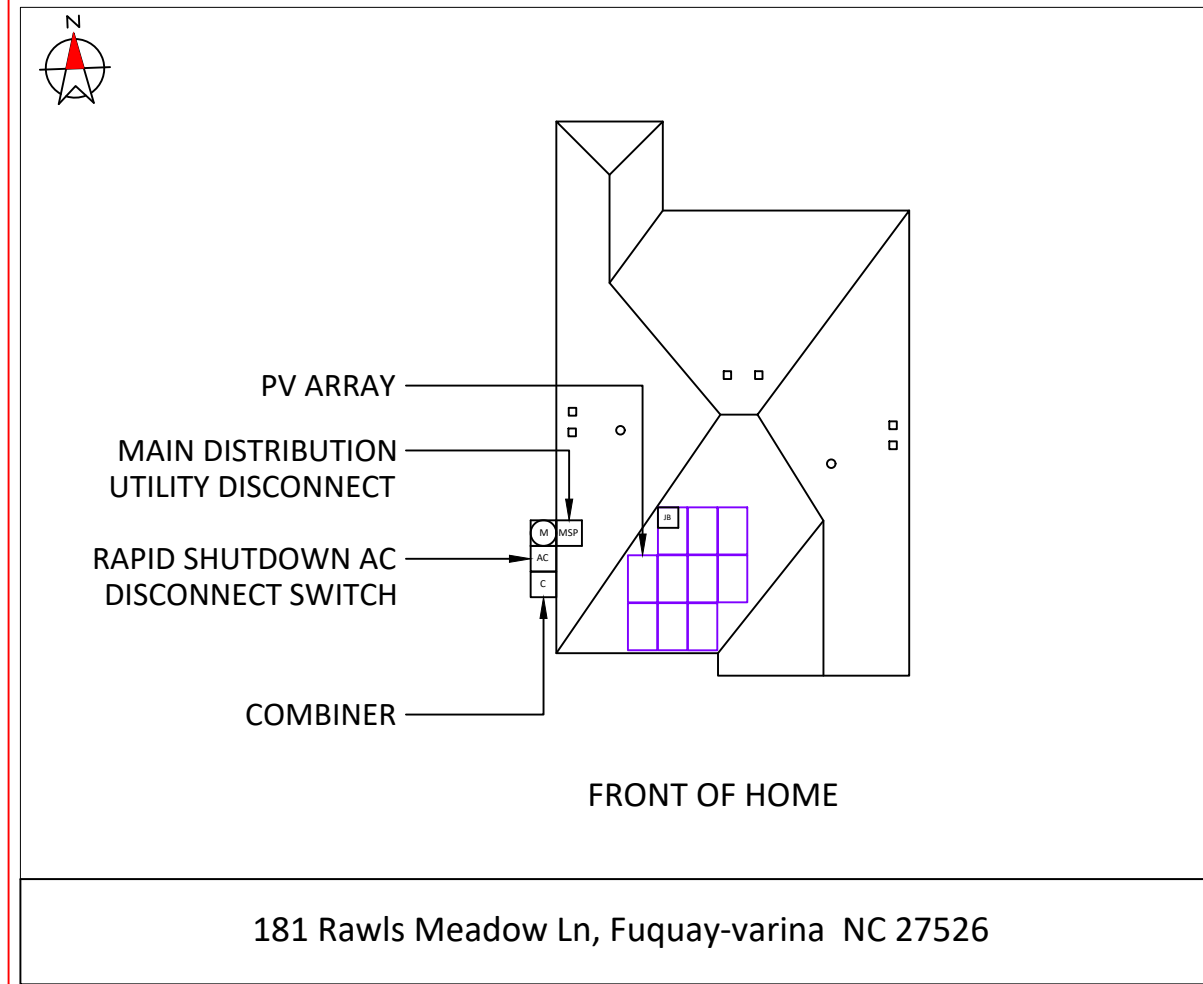 N
PV ARRAY
MAIN DISTRIBUTION
UTILITY DISCONNECT
JB
M MSP
RAPID SHUTDOWN AC
DISCONNECT SWITCH
AC
C
COMBINER
FRONT OF HOME
181 Rawls Meadow Ln, Fuquay-varina NC 27526